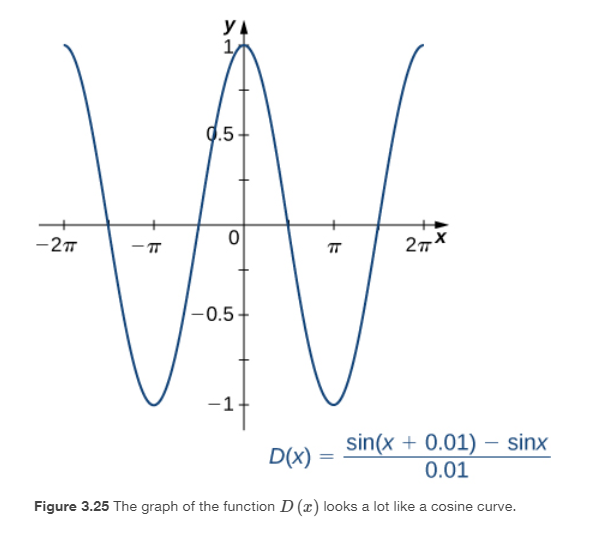 y
1
0.5
−2π −π 0 π 2π x
−0.5
−1
D(x) = sin(x + 0.01) − sinx / 0.01
Figure 3.25 The graph of the function D (x) looks a lot like a cosine curve.